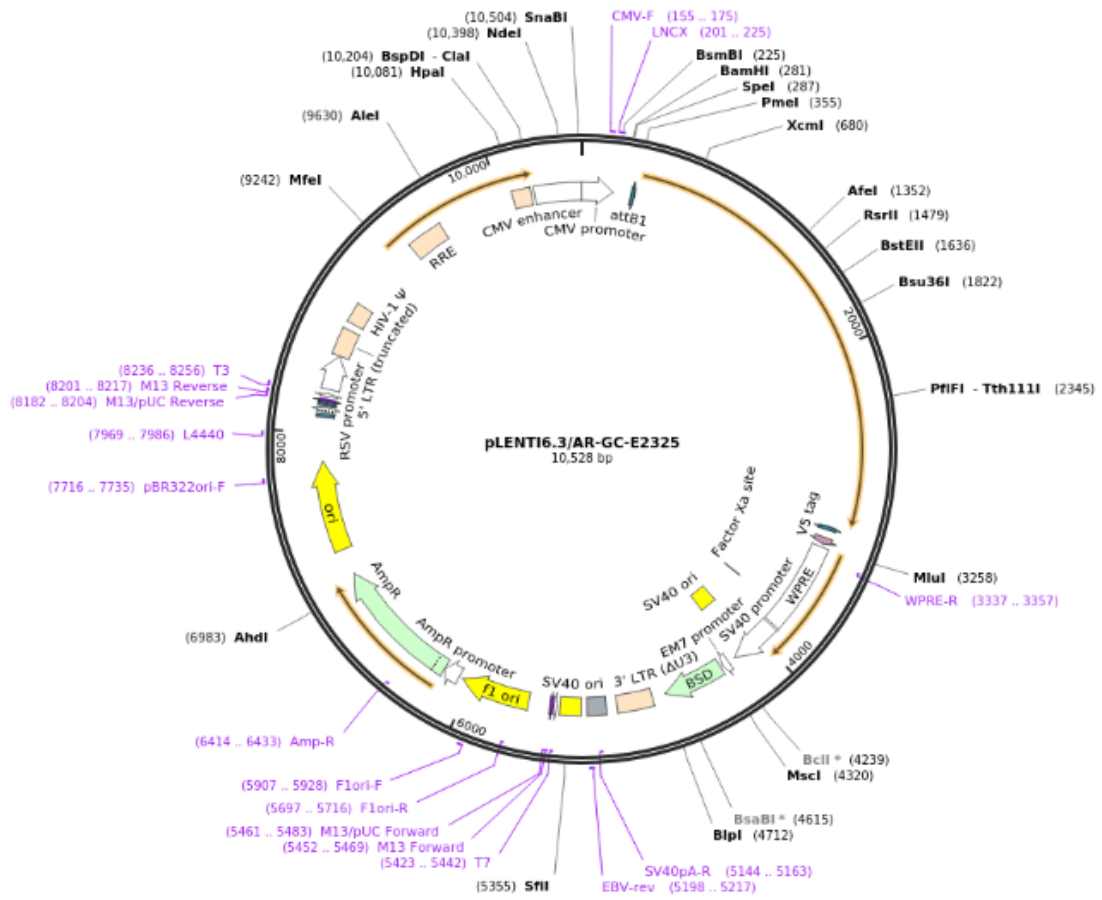 (10,504) SnaBI
(10,398) NdeI
(10,204) BspDI - ClaI
(10,081) HpaI
(9630) AleI
(9242) MfeI
CMV-F (155 .. 175)
LNCX (201 .. 225)
BsmBI (225)
BamHI (281)
SpeI (287)
PmeI (355)
XcmI (680)
AfeI (1352)
RsrII (1479)
BstEII (1636)
Bsu36I (1822)
PflFI - Tth111I (2345)
MluI (3258)
WPRE-R (3337 .. 3357)
BclI * (4239)
MscI (4320)
BsaBI * (4615)
BlpI (4712)
SV40pA-R (5144 .. 5163)
EBV-rev (5198 .. 5217)
(5355) SfiI
(5423 .. 5442) T7
(5452 .. 5469) M13 Forward
(5461 .. 5483) M13/pUC Forward
(5697 .. 5716) F1ori-R
(5907 .. 5928) F1ori-F
(6414 .. 6433) Amp-R
(6983) AhdI
(7716 .. 7735) pBR322ori-F
(7969 .. 7986) L4440
(8182 .. 8204) M13/pUC Reverse
(8201 .. 8217) M13 Reverse
(8236 .. 8256) T3
10,000
2000
4000
6000
8000
CMV enhancer
CMV promoter
attB1
RRE
HIV-1 Ψ
5' LTR (truncated)
RSV promoter
pLENTI6.3/AR-GC-E2325
10,528 bp
Factor Xa site
V5 tag
WPRE
SV40 promoter
SV40 ori
EM7 promoter
BSD
3' LTR (ΔU3)
SV40 ori
f1 ori
AmpR promoter
AmpR
ori